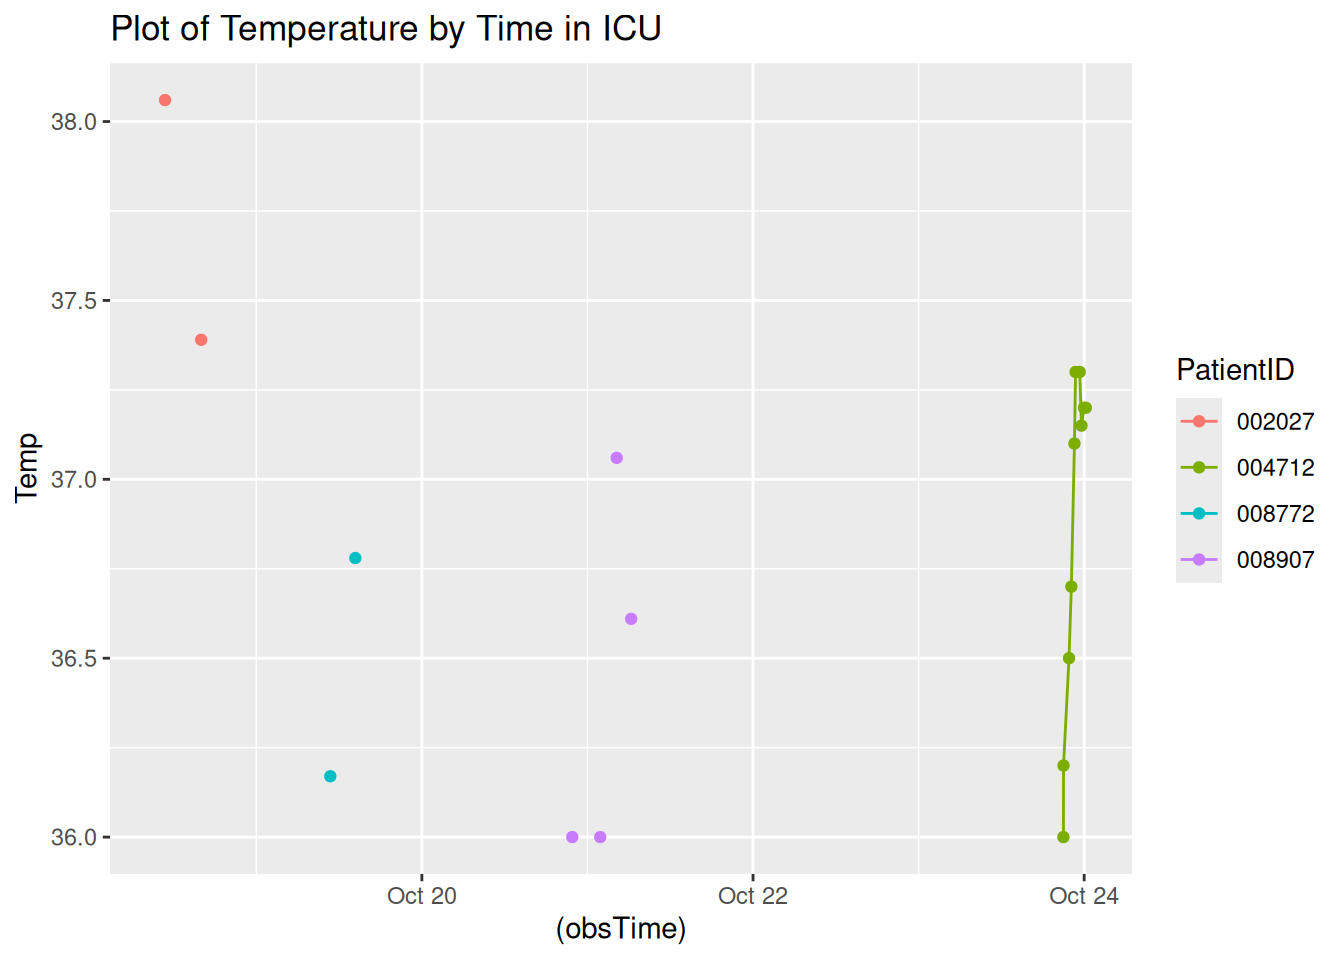 Plot of Temperature by Time in ICU
38.0
37.5
37.0
36.5
36.0
Temp
Oct 20
Oct 22
Oct 24
(obsTime)
PatientID
002027
004712
008772
008907